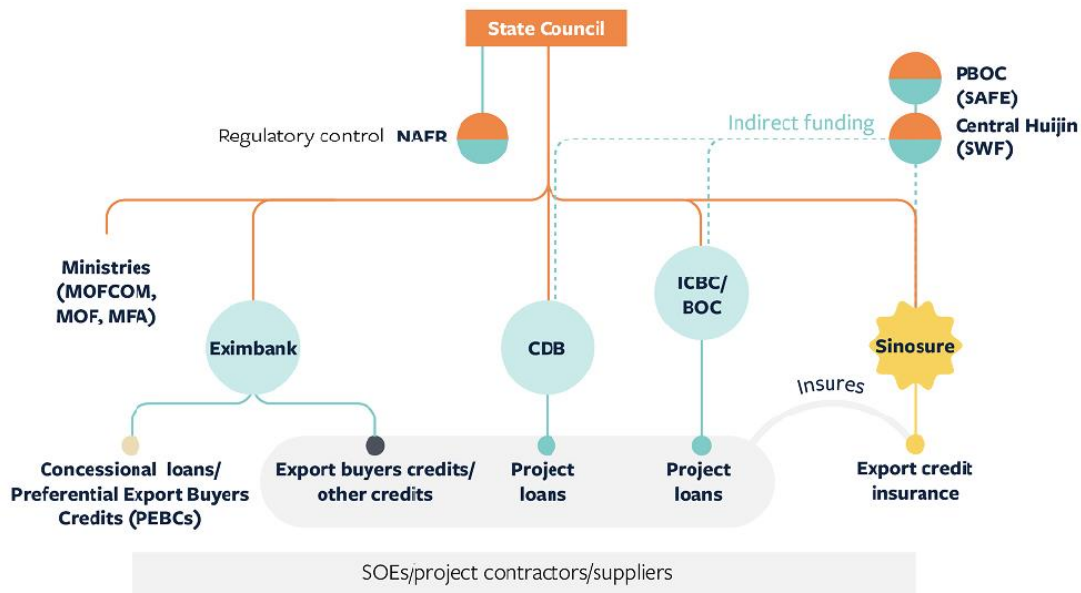 State Council
PBOC
(SAFE)
Regulatory control NAFR
Indirect funding
Central Huijin
(SWF)
Ministries
(MOFCOM,
MOF, MFA)
Eximbank
CDB
ICBC/
BOC
Sinosure
Insures
Concessional loans/
Preferential Export Buyers
Credits (PEBCs)
Export buyers credits/
other credits
Project
loans
Project
loans
Export credit
insurance
SOEs/project contractors/suppliers